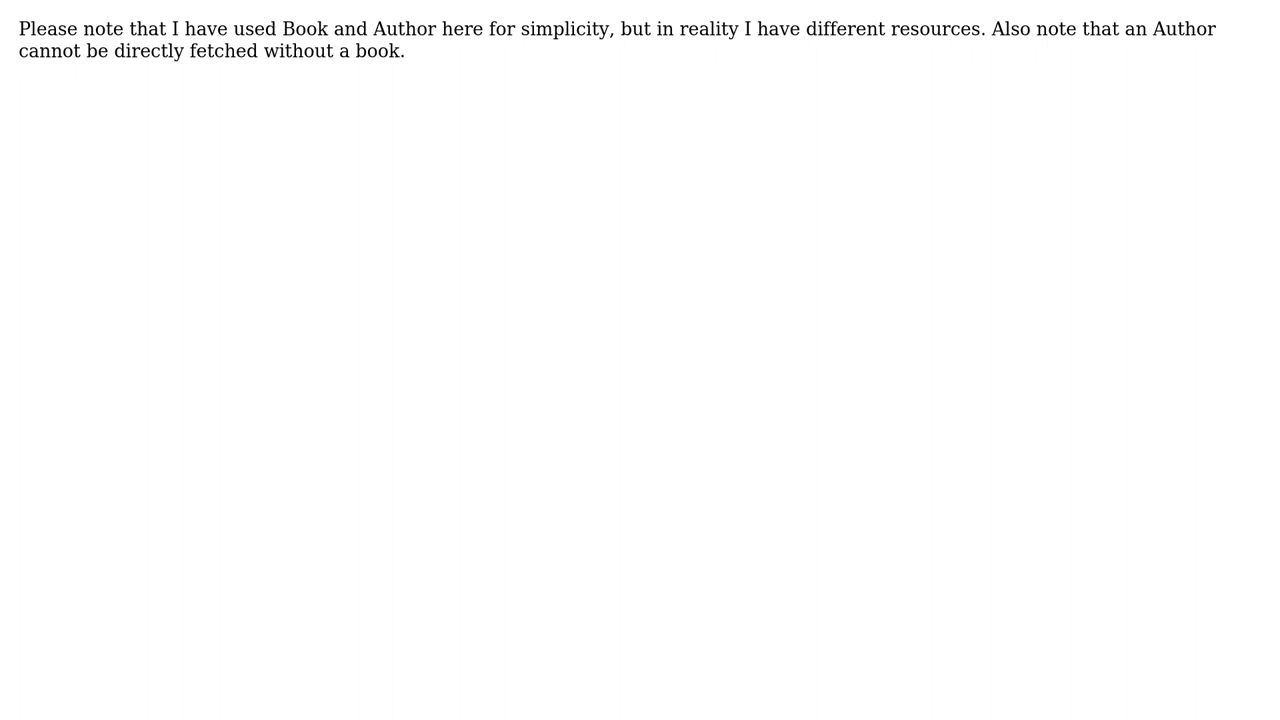 Please note that I have used Book and Author here for simplicity, but in reality I have different resources. Also note that an Author
cannot be directly fetched without a book.